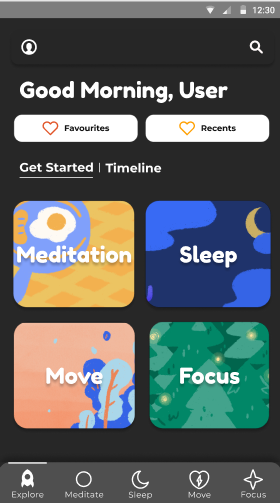 12:30
Good Morning, User
Favourites
Recents
Get Started | Timeline
Meditation
Sleep
Move
Focus
Explore
Meditate
Sleep
Move
Focus